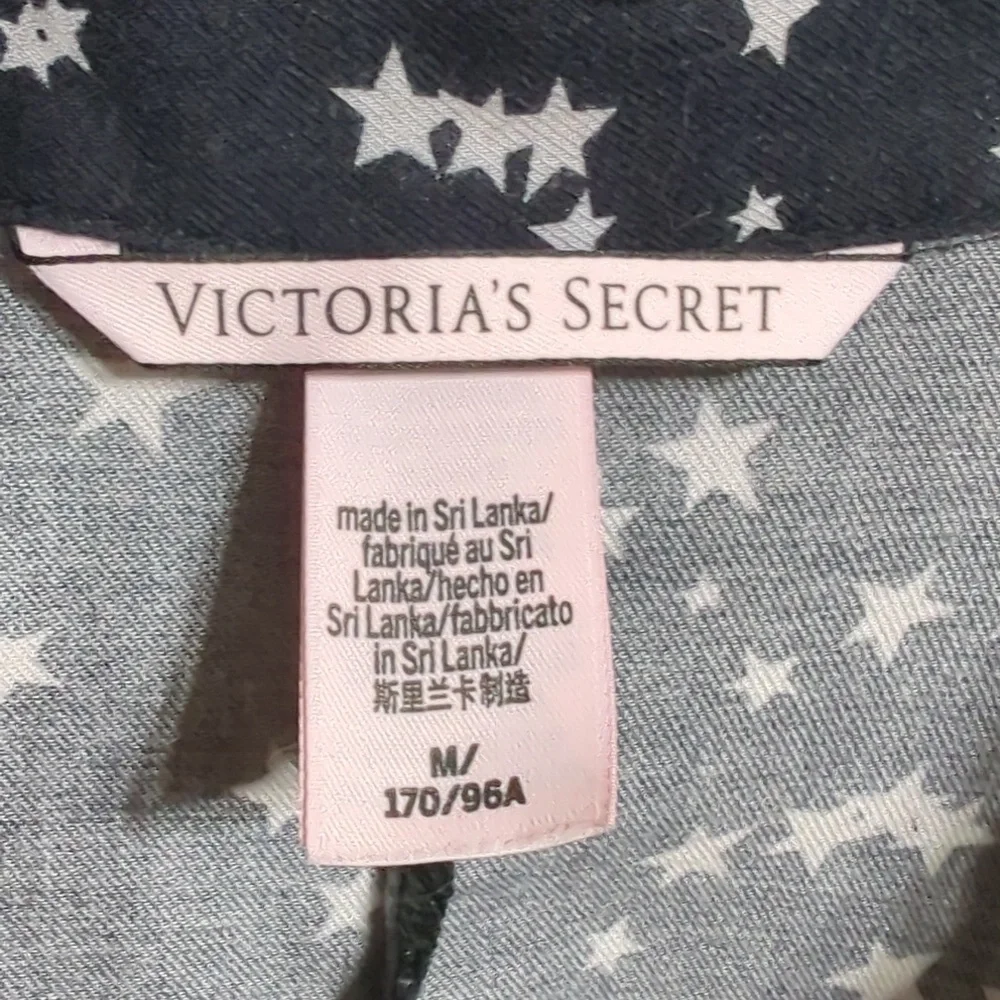 VICTORIA'S SECRET
made in Sri Lanka/
fabriqué au Sri
Lanka/hecho en
Sri Lanka/fabbricato
in Sri Lanka/
斯里兰卡制造
M/
170/96A